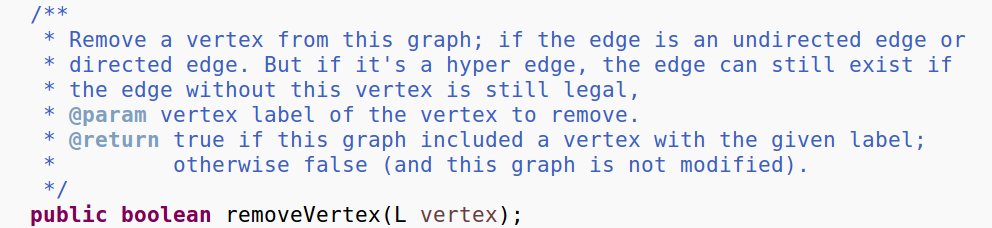 /**
 * Remove a vertex from this graph; if the edge is an undirected edge or
 * directed edge. But if it's a hyper edge, the edge can still exist if
 * the edge without this vertex is still legal,
 * @param vertex label of the vertex to remove.
 * @return true if this graph included a vertex with the given label;
 *         otherwise false (and this graph is not modified).
 */
public boolean removeVertex(L vertex);